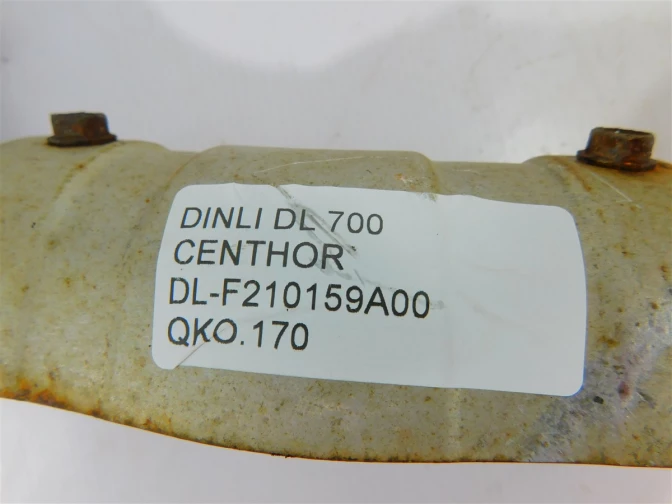 DINLI DL 700
CENTHOR
DL-F210159A00
QKO.170